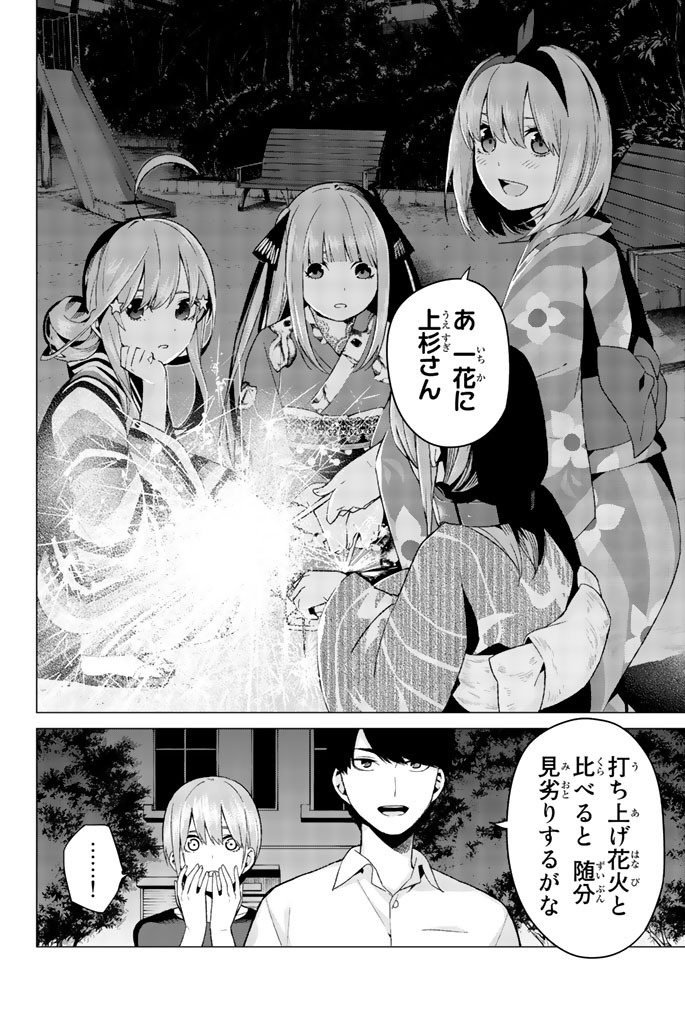 あ 一花に
上杉さん
打ち上げ花火と
比べると 随分
見劣りするがな
……！